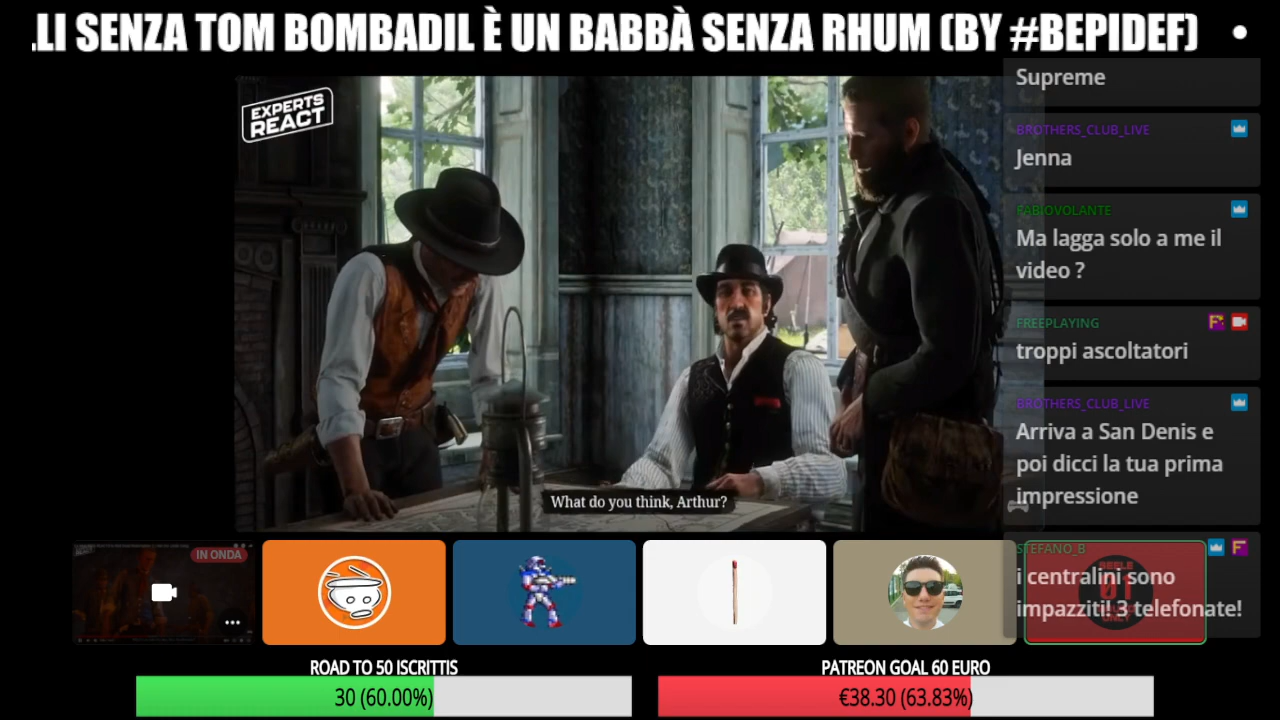 .LI SENZA TOM BOMBADIL È UN BABBÀ SENZA RHUM (BY #BEPIDEF) •
EXPERTS
REACT
Supreme
BROTHERS_CLUB_LIVE
Jenna
FABIOVOLANTE
Ma lagga solo a me il
video ?
FREEPLAYING
troppi ascoltatori
BROTHERS_CLUB_LIVE
Arriva a San Denis e
poi dicci la tua prima
impressione
What do you think, Arthur?
STEFANO_B
i centralini sono
impazziti! 3 telefonate!
IN ONDA
ROAD TO 50 ISCRITTIS
30 (60.00%)
PATREON GOAL 60 EURO
€38.30 (63.83%)